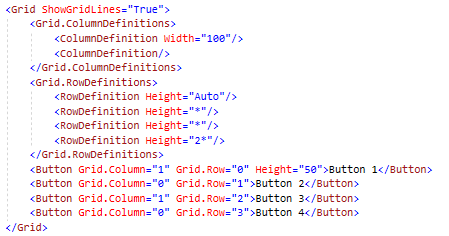 <Grid ShowGridLines="True">
    <Grid.ColumnDefinitions>
        <ColumnDefinition Width="100"/>
        <ColumnDefinition/>
    </Grid.ColumnDefinitions>
    <Grid.RowDefinitions>
        <RowDefinition Height="Auto"/>
        <RowDefinition Height="*"/>
        <RowDefinition Height="*"/>
        <RowDefinition Height="2*"/>
    </Grid.RowDefinitions>
    <Button Grid.Column="1" Grid.Row="0" Height="50">Button 1</Button>
    <Button Grid.Column="0" Grid.Row="1">Button 2</Button>
    <Button Grid.Column="1" Grid.Row="2">Button 3</Button>
    <Button Grid.Column="0" Grid.Row="3">Button 4</Button>
</Grid>